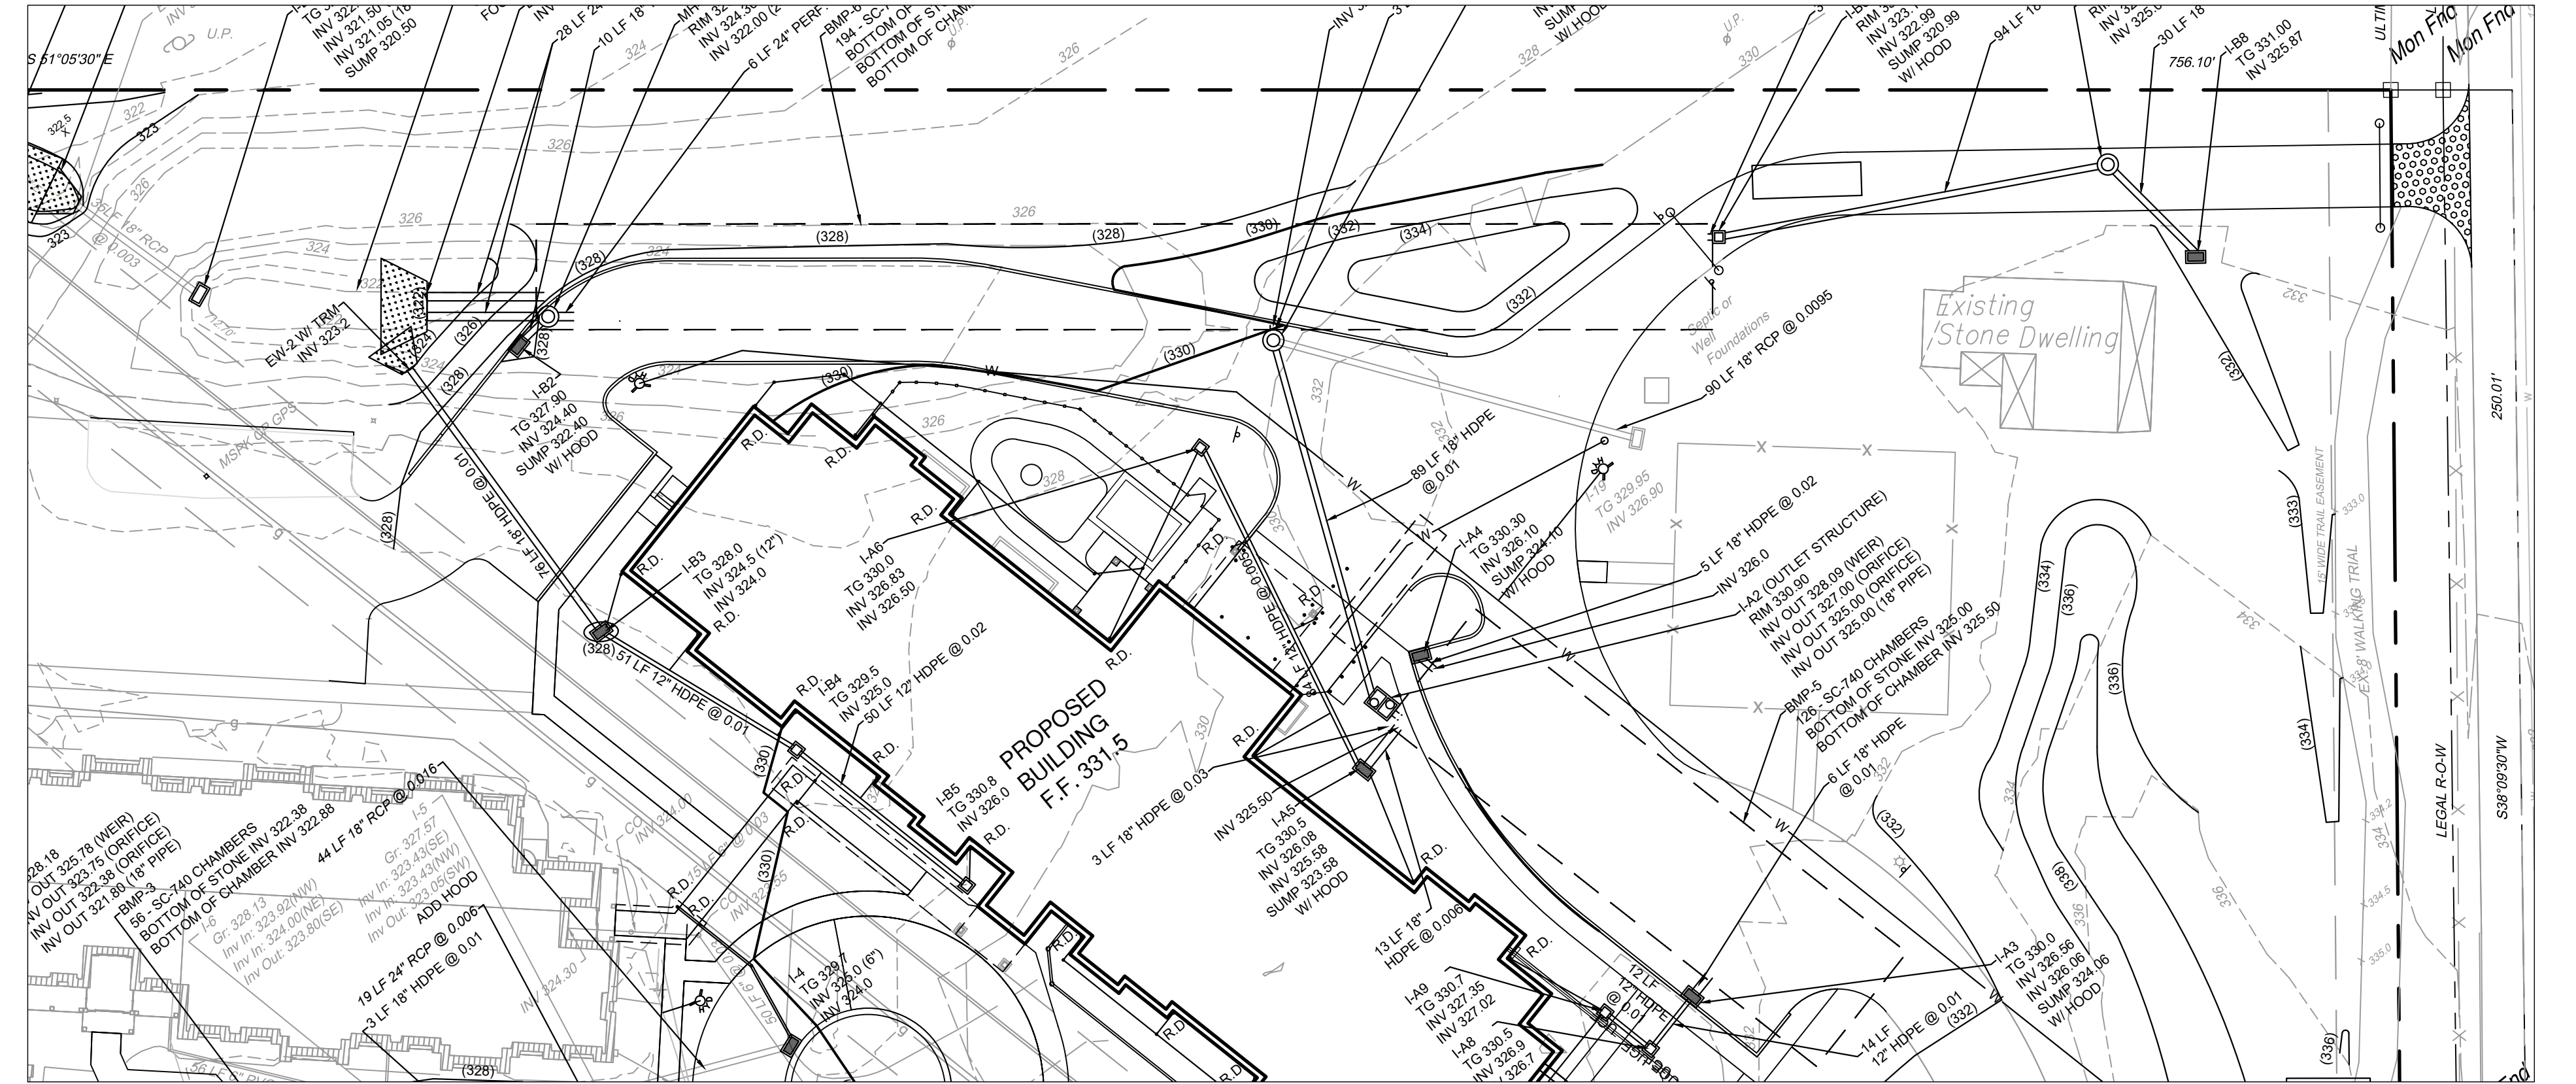 S 51°05'30" E
INV 321.50
INV 321.05
SUMP 320.50
U.P.
28 LF
10 LF 18"
RIM
INV 324.3
INV 322.00
6 LF 24" PERF.
BMP-6
194 - SC-7
BOTTOM OF
BOTTOM OF ST
BOTTOM OF CHAM
U.P.
W/ HOOD
U.P.
INV 322.99
SUMP 320.99
W/ HOOD
94 LF 18
30 LF 18
I-B8
TG 331.00
INV 325.87
756.10'
Mon Fnd
Mon Fnd
322
322.5
X
323
323
324
326
326
326
326
326
328
330
35LF 18" RCP
@ 0.003
324
(328)
(328)
(328)
(330)
(332)
(334)
(332)
(330)
(330)
(328)
(326)
(324)
(322)
(328)
(328)
EW-2 W/ TRM
INV 323.2
I-B2
TG 327.90
INV 324.40
SUMP 322.40
W/ HOOD
MSPK CP GPS
76 LF 18" HDPE @ 0.01
Septic or
Well
Foundations
90 LF 18" RCP @ 0.0095
Existing
Stone Dwelling
332
(332)
250.01'
W
R.D.
R.D.
R.D.
R.D.
R.D.
R.D.
326
328
332
332
330
89 LF 18" HDPE
@ 0.01
I-19
TG 329.95
INV 326.90
I-A4
TG 330.30
INV 326.10
SUMP 324.10
W/ HOOD
5 LF 18" HDPE @ 0.02
INV 326.0
I-A2 (OUTLET STRUCTURE)
RIM 330.90
INV OUT 328.09 (WEIR)
INV OUT 327.00 (ORIFICE)
INV OUT 325.00 (ORIFICE)
INV OUT 325.00 (18" PIPE)
BMP-5
126 - SC-740 CHAMBERS
BOTTOM OF STONE INV 325.00
BOTTOM OF CHAMBER INV 325.50
6 LF 18" HDPE
@ 0.01
I-B3
TG 328.0
INV 324.5 (12")
INV 324.0
R.D.
I-A6
TG 330.0
INV 326.83
INV 326.50
(328)
51 LF 12" HDPE @ 0.01
R.D.
I-B4
TG 329.5
INV 325.0
50 LF 12" HDPE @ 0.02
R.D.
I-B5
TG 330.8
INV 326.0
R.D.
PROPOSED
BUILDING
F.F. 331.5
R.D.
330
R.D.
3 LF 18" HDPE @ 0.03
INV 325.50
I-A5
TG 330.5
INV 326.08
INV 325.58
SUMP 323.58
W/ HOOD
13 LF 18"
HDPE @ 0.006
R.D.
R.D.
12 LF
12" HDPE
@ 0.01
I-A9
TG 330.7
INV 327.35
INV 327.02
I-A8
TG 330.5
INV 326.9
INV 326.7
I-A3
TG 330.0
INV 326.56
INV 326.06
SUMP 324.06
W/ HOOD
14 LF
12" HDPE @ 0.01
(332)
(332)
(333)
(334)
(336)
(336)
(334)
(338)
(336)
334
334
336
336
15' WIDE TRAIL EASEMENT
EX 8' WALKING TRIAL
LEGAL R-O-W
S38°09'30"W
333.0
334.2
334.5
335.0
(330)
(330)
R.D.
R.D.
R.D.
R.D.
R.D.
R.D.
R.D.
I-4
TG 329.7
INV 325.0 (6")
INV 324.0
INV 324.00
INV 324.30
44 LF 18" RCP @ 0.016
I-5
Gr: 327.57
Inv In: 323.43(SE)
Inv In: 323.43(NW)
Inv Out: 323.05(SW)
ADD HOOD
19 LF 24" RCP @ 0.006
3 LF 18" HDPE @ 0.01
OUT 325.78 (WEIR)
INV OUT 323.75 (ORIFICE)
INV OUT 322.38 (ORIFICE)
INV OUT 321.80 (18" PIPE)
BMP-3
56 - SC-740 CHAMBERS
BOTTOM OF STONE INV 322.38
BOTTOM OF CHAMBER INV 322.88
I-6
Gr: 328.13
Inv In: 323.92(NW)
Inv In: 324.00(NE)
Inv Out: 323.80(SE)
(328)